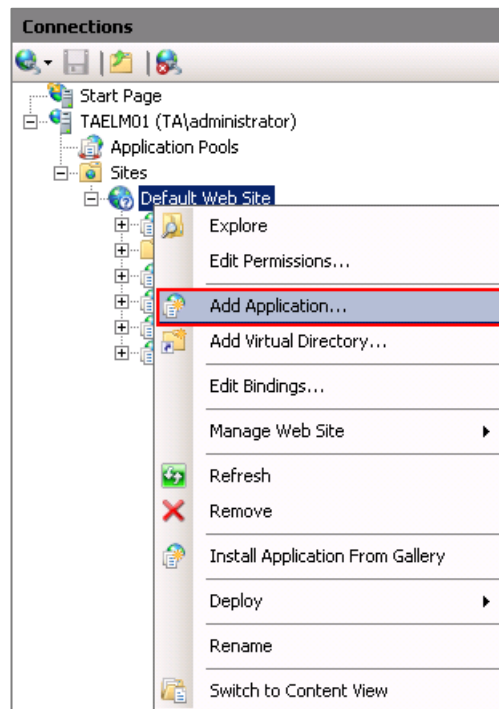 Connections
Start Page
TAELM01 (TA\administrator)
Application Pools
Sites
Default Web Site
Explore
Edit Permissions...
Add Application...
Add Virtual Directory...
Edit Bindings...
Manage Web Site
Refresh
Remove
Install Application From Gallery
Deploy
Rename
Switch to Content View